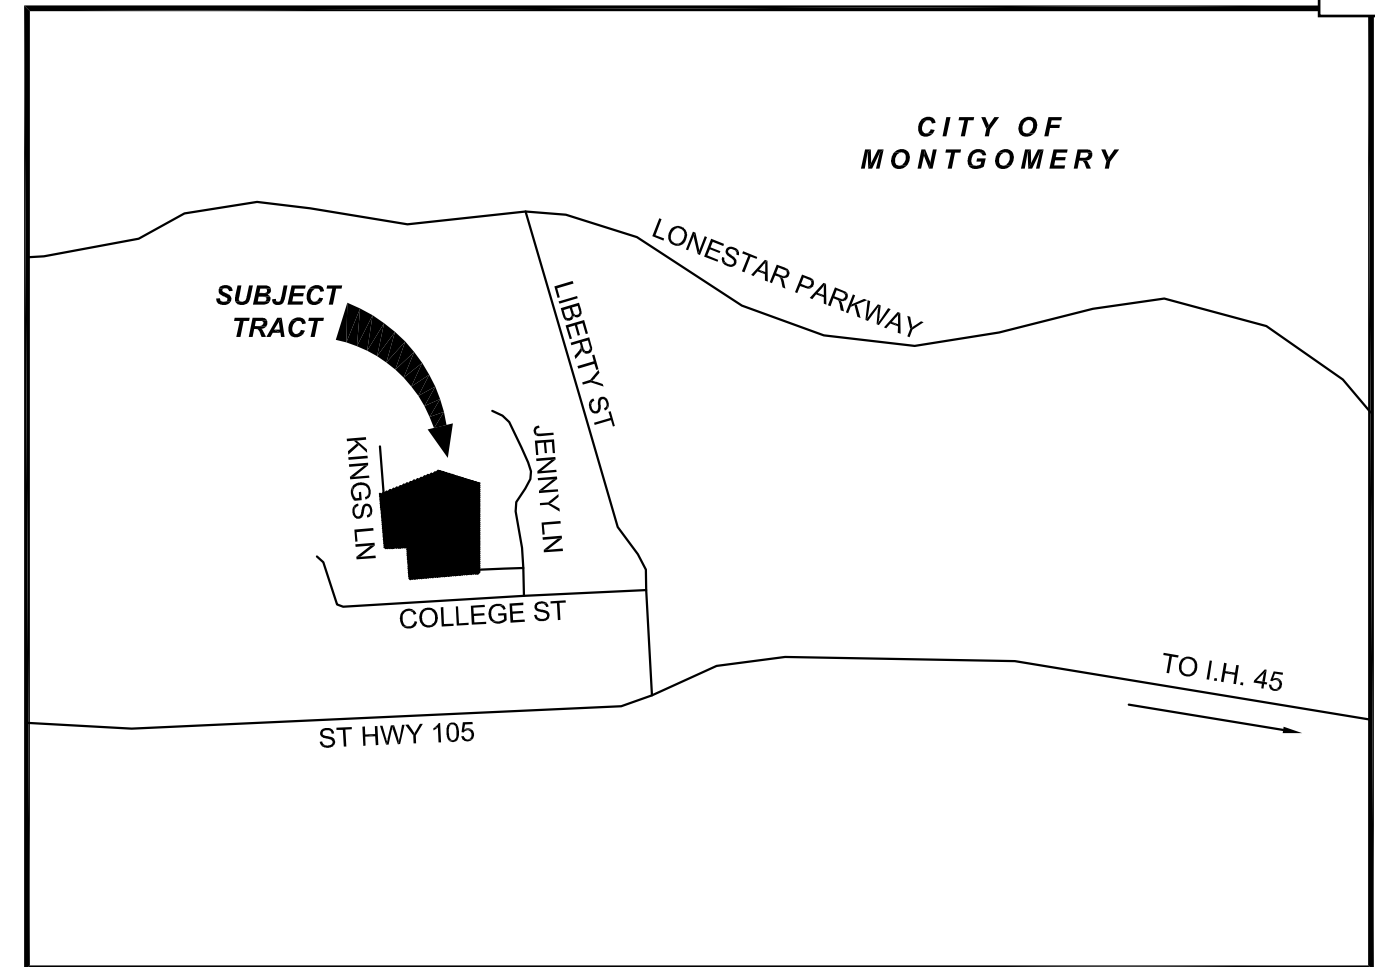 CITY OF
MONTGOMERY
LONESTAR PARKWAY
SUBJECT
TRACT
LIBERTY ST
KINGS LN
JENNY LN
COLLEGE ST
TO I.H. 45
ST HWY 105